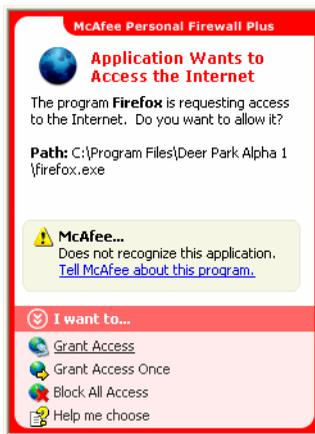 McAfee Personal Firewall Plus
Application Wants to
Access the Internet
The program Firefox is requesting access
to the Internet. Do you want to allow it?
Path: C:\Program Files\Deer Park Alpha 1
\firefox.exe
McAfee...
Does not recognize this application.
Tell McAfee about this program.
I want to...
Grant Access
Grant Access Once
Block All Access
Help me choose